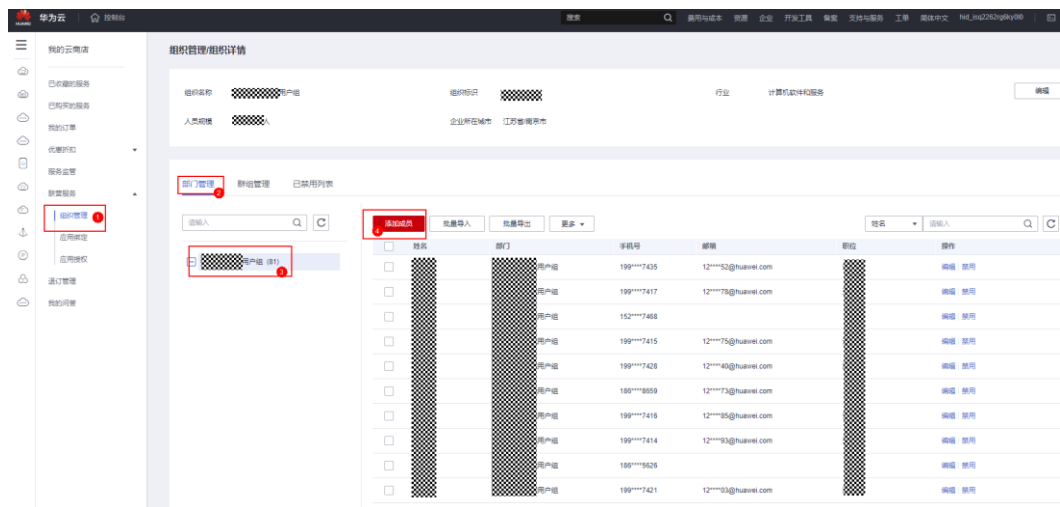 HUAWEI 华为云 控制台 搜索 费用与成本 资源 企业 开发工具 备案 支持与服务 工单 简体中文
我的云商店
组织管理/组织详情
已收藏的服务
已购买的服务
我的订单
优惠折扣
服务监管
联营服务
组织管理 1
应用绑定
应用授权
退订管理
我的问答
组织名称 用户组 组织标识 行业 计算机软件和服务 编辑
人员规模 人 企业所在城市 江苏省/南京市
部门管理 2 群组管理 已禁用列表
请输入
用户组 (81) 3
添加成员 4 批量导入 批量导出 更多 姓名 请输入
姓名 部门 手机号 邮箱 职位 操作
用户组 199****7435 12****52@huawei.com 编辑 禁用
用户组 199****7417 12****78@huawei.com 编辑 禁用
用户组 152****7468 编辑 禁用
用户组 199****7415 12****75@huawei.com 编辑 禁用
用户组 199****7428 12****40@huawei.com 编辑 禁用
用户组 186****8659 12****73@huawei.com 编辑 禁用
用户组 199****7416 12****85@huawei.com 编辑 禁用
用户组 199****7414 12****93@huawei.com 编辑 禁用
用户组 186****5626 编辑 禁用
用户组 199****7421 12****03@huawei.com 编辑 禁用